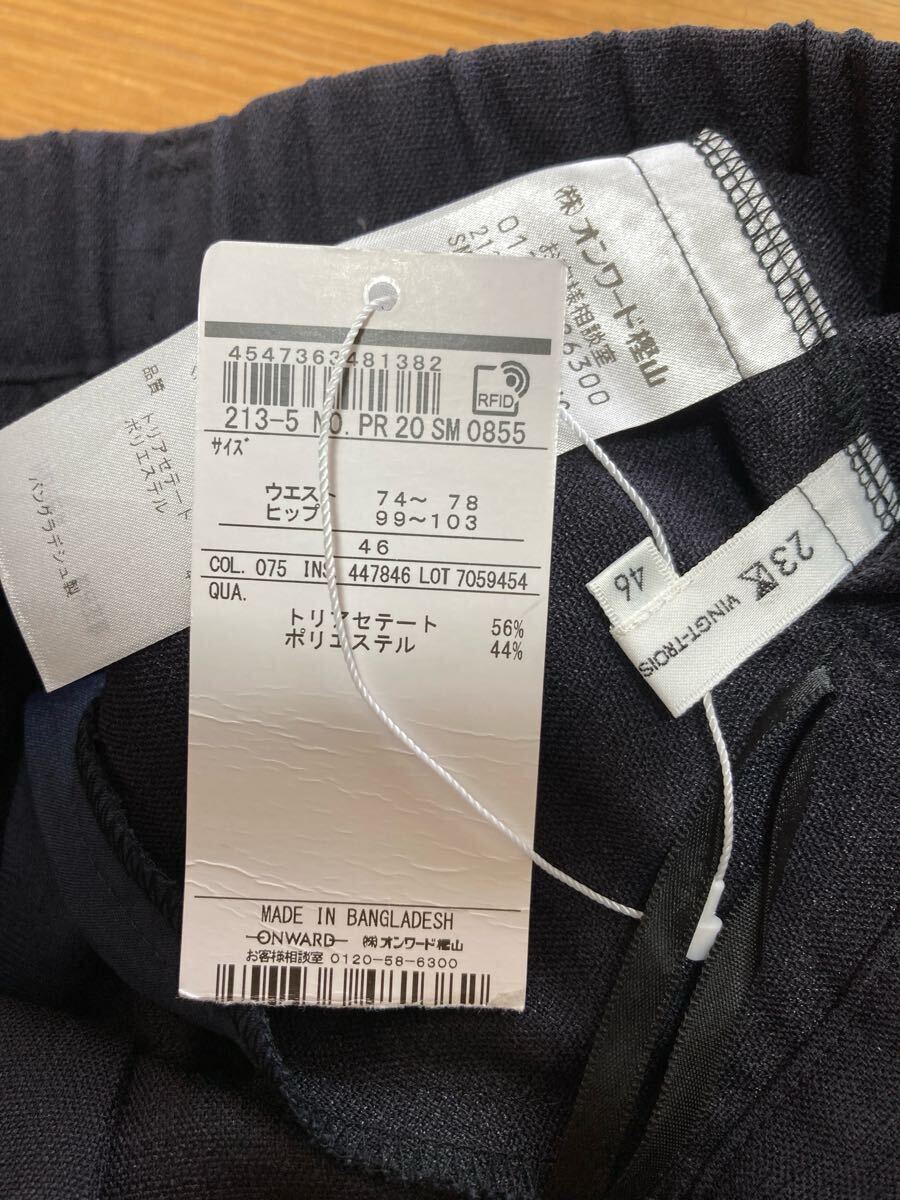 4547363481382
RFID
213-5 NO. PR 20 SM 0855
サイズ
ウエスト 74〜 78
ヒップ 99〜103
46
COL. 075 INS 447846 LOT 7059454
QUA.
トリアセテート 56%
ポリエステル 44%
MADE IN BANGLADESH
ONWARD ㈱オンワード樫山
お客様相談室 0120-58-6300
㈱オンワード樫山
様相談室
6300
品質 トリアセテート
ポリエステル
バングラデシュ製
46
23区
VINGT-TROIS